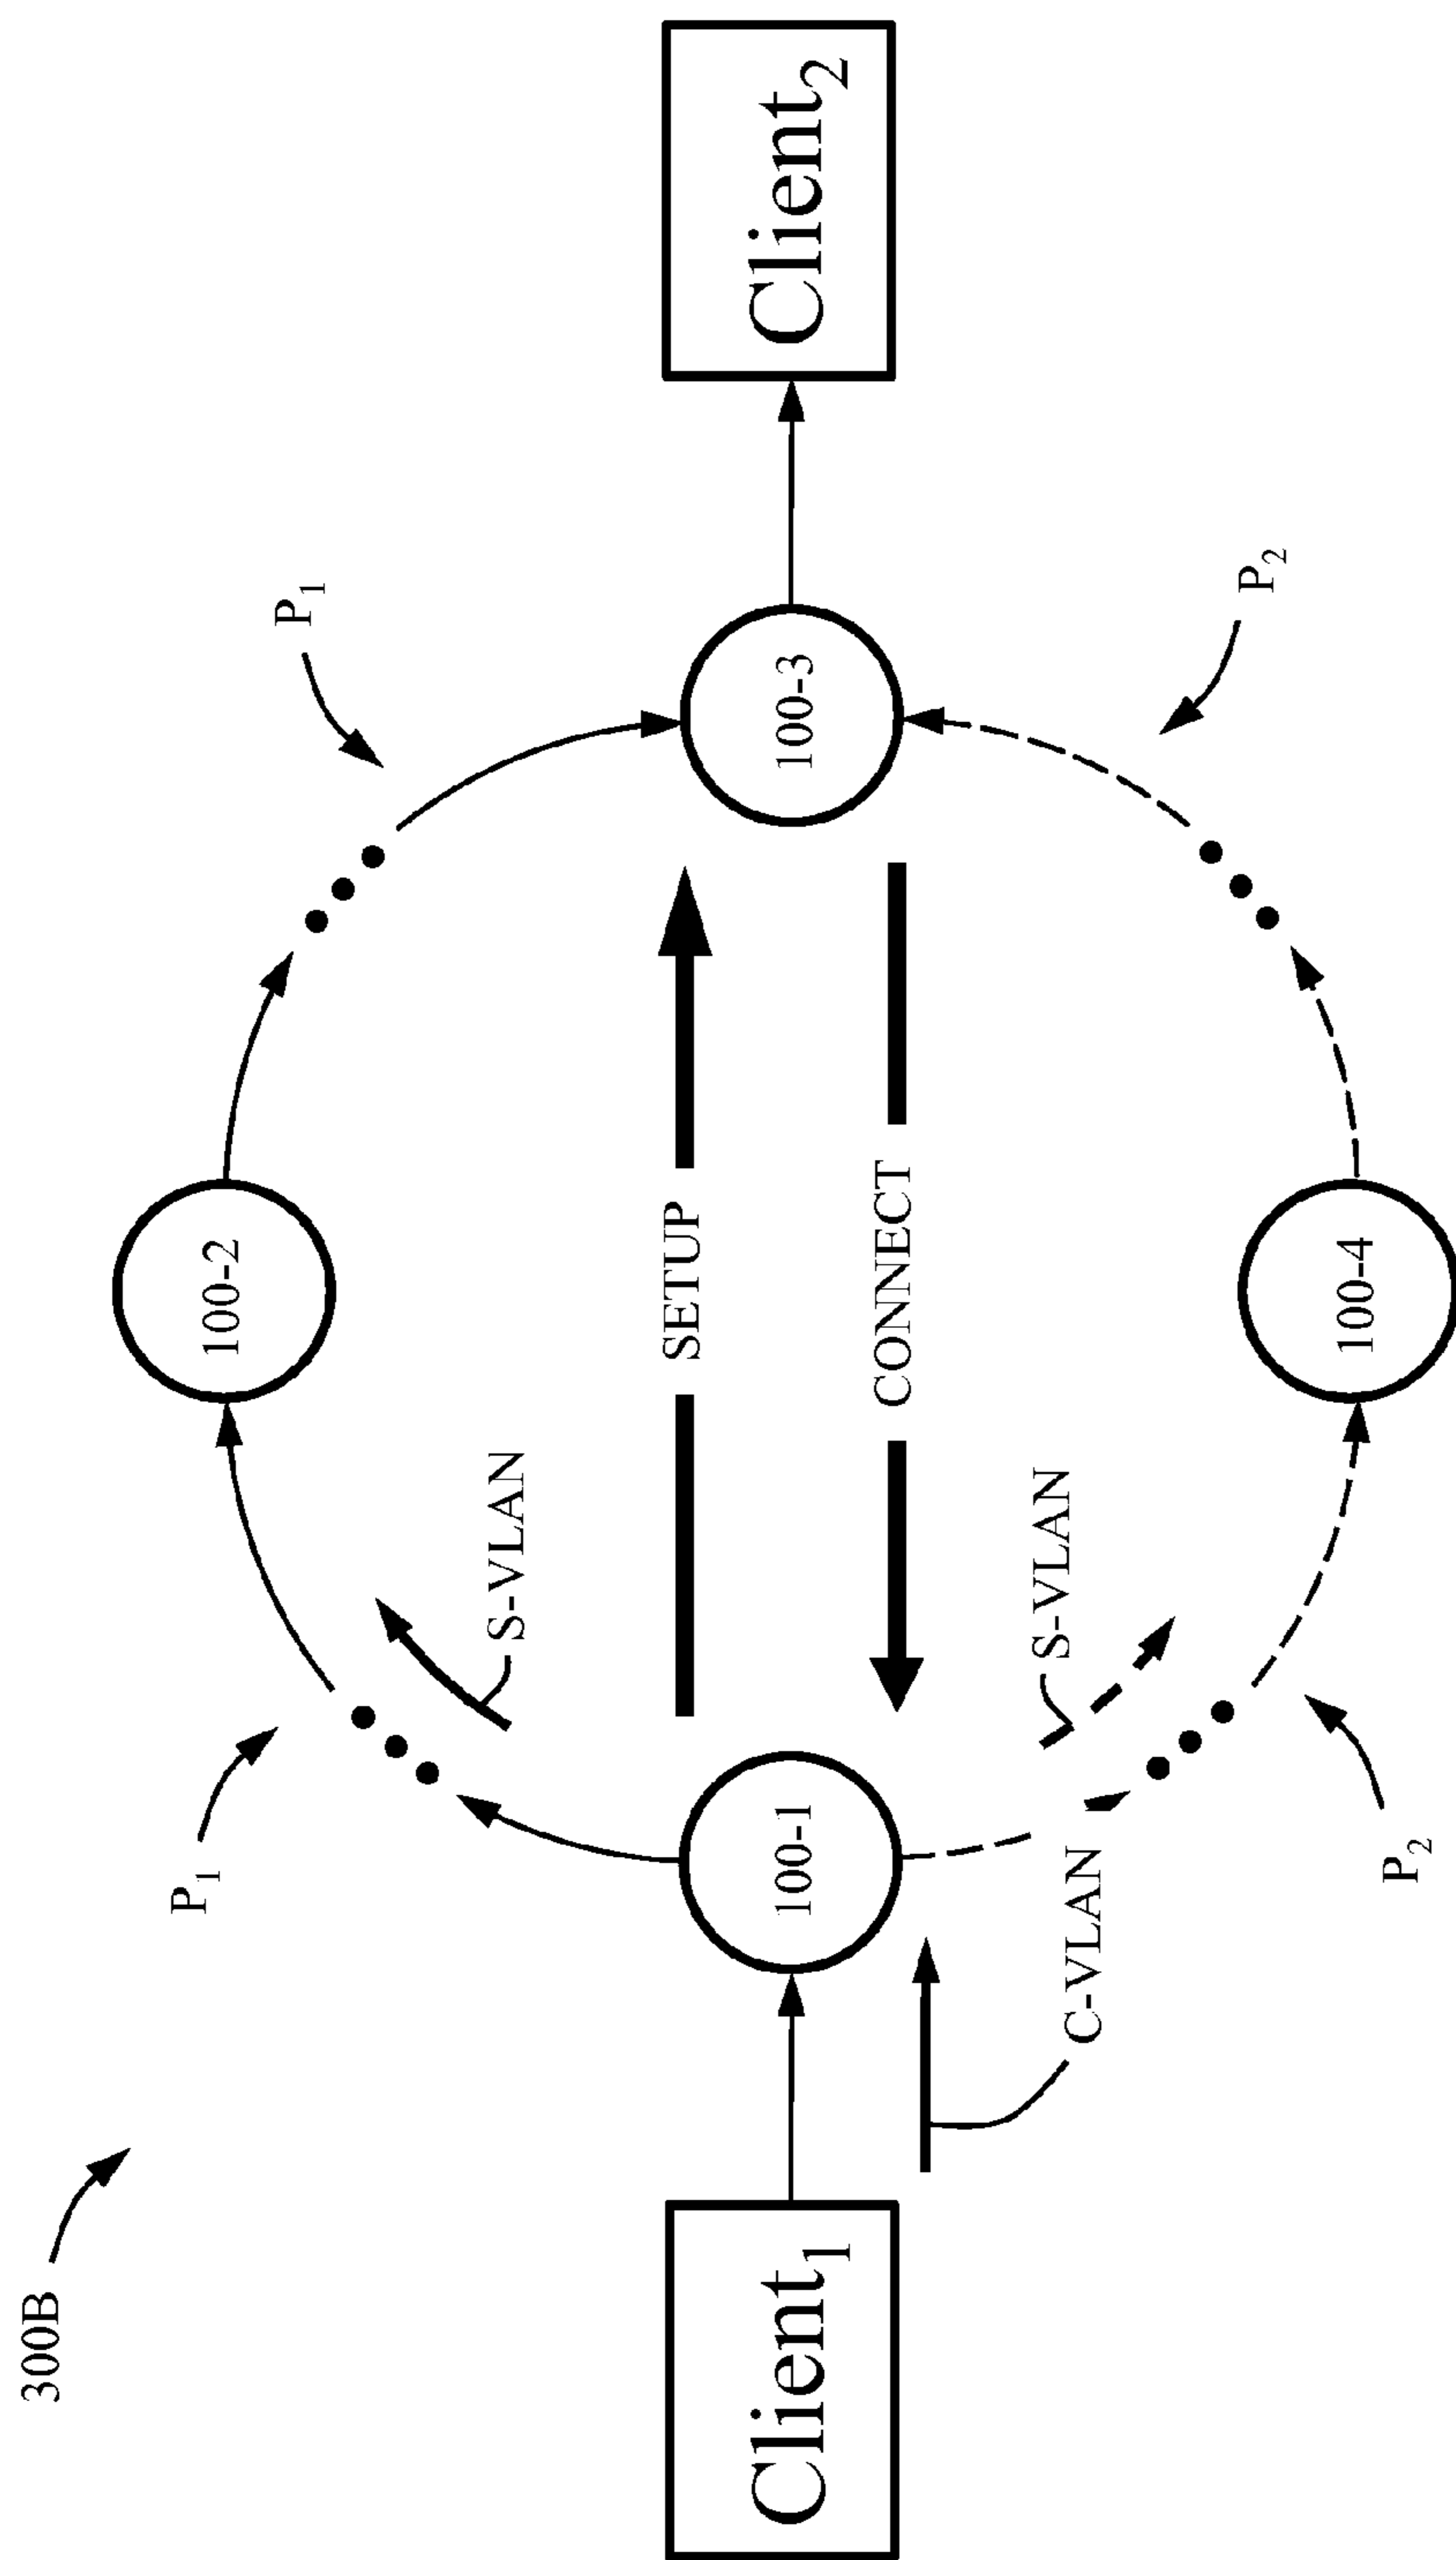 300B
P₁
P₁
100-2
S-VLAN
SETUP
Client₁
100-1
100-3
Client₂
CONNECT
C-VLAN
S-VLAN
P₂
100-4
P₂